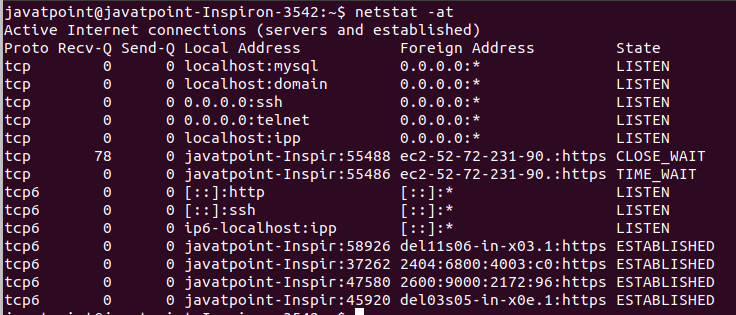 javatpoint@javatpoint-Inspiron-3542:~$ netstat -at
Active Internet connections (servers and established)
Proto Recv-Q Send-Q Local Address           Foreign Address         State
tcp        0      0 localhost:mysql         0.0.0.0:*               LISTEN
tcp        0      0 localhost:domain        0.0.0.0:*               LISTEN
tcp        0      0 0.0.0.0:ssh             0.0.0.0:*               LISTEN
tcp        0      0 0.0.0.0:telnet          0.0.0.0:*               LISTEN
tcp        0      0 localhost:ipp           0.0.0.0:*               LISTEN
tcp       78      0 javatpoint-Inspir:55488 ec2-52-72-231-90.:https CLOSE_WAIT
tcp        0      0 javatpoint-Inspir:55486 ec2-52-72-231-90.:https TIME_WAIT
tcp6       0      0 [::]:http               [::]:*                  LISTEN
tcp6       0      0 [::]:ssh                [::]:*                  LISTEN
tcp6       0      0 ip6-localhost:ipp       [::]:*                  LISTEN
tcp6       0      0 javatpoint-Inspir:58926 del11s06-in-x03.1:https ESTABLISHED
tcp6       0      0 javatpoint-Inspir:37262 2404:6800:4003:c0:https ESTABLISHED
tcp6       0      0 javatpoint-Inspir:47580 2600:9000:2172:96:https ESTABLISHED
tcp6       0      0 javatpoint-Inspir:45920 del03s05-in-x0e.1:https ESTABLISHED
javatpoint@javatpoint-Inspiron-3542:~$